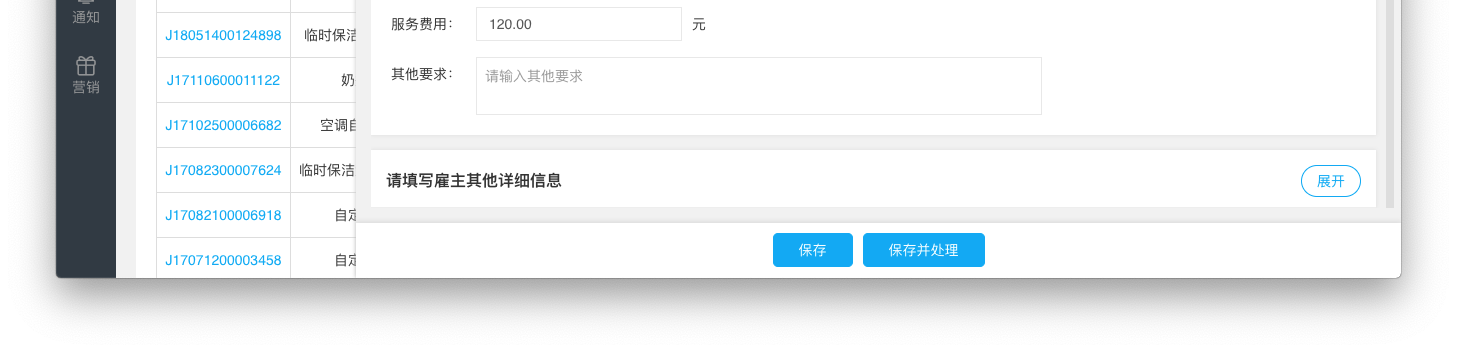 通知
营销
J18051400124898 临时保洁
J17110600011122 奶
J17102500006682 空调自
J17082300007624 临时保洁
J17082100006918 自定
J17071200003458 自定
服务费用： 120.00 元
其他要求： 请输入其他要求
请填写雇主其他详细信息 展开
保存 保存并处理